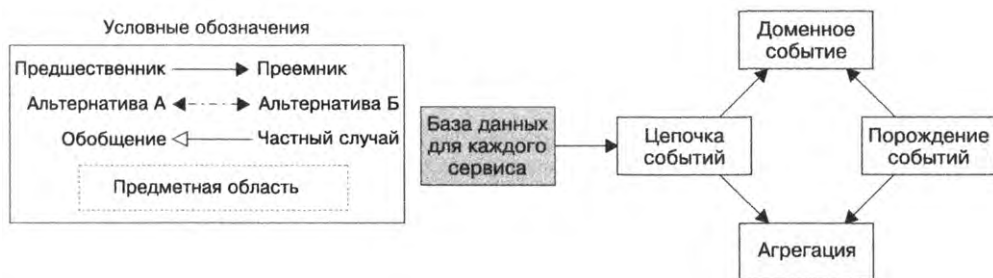 Условные обозначения
Предшественник
Преемник
Альтернатива А
Альтернатива Б
Обобщение
Частный случай
Предметная область
База данных
для каждого
сервиса
Доменное
событие
Цепочка
событий
Порождение
событий
Агрегация